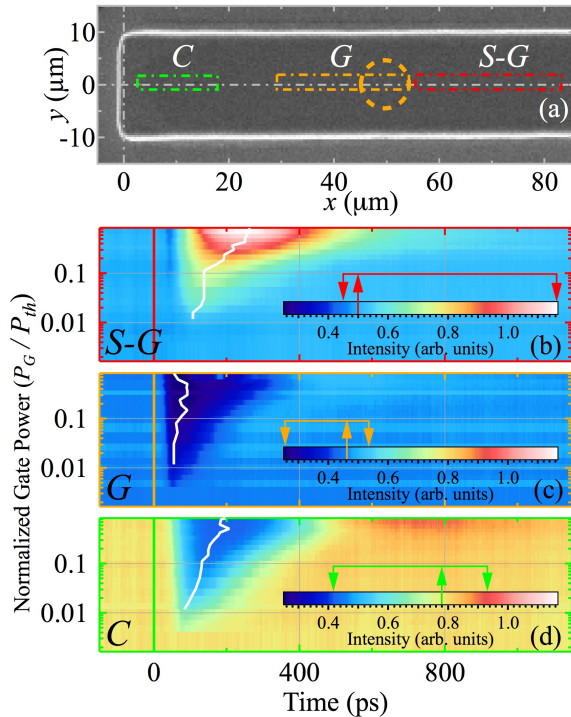 10
C
G
S-G
y (μm)
0
-10
(a)
0
20
40
60
80
x (μm)
Normalized Gate Power (P_G / P_th)
0.1
0.01
S-G
0.4
0.6
0.8
1.0
Intensity (arb. units)
(b)
0.1
0.01
G
0.4
0.6
0.8
1.0
Intensity (arb. units)
(c)
0.1
0.01
C
0.4
0.6
0.8
1.0
Intensity (arb. units)
(d)
0
400
800
Time (ps)